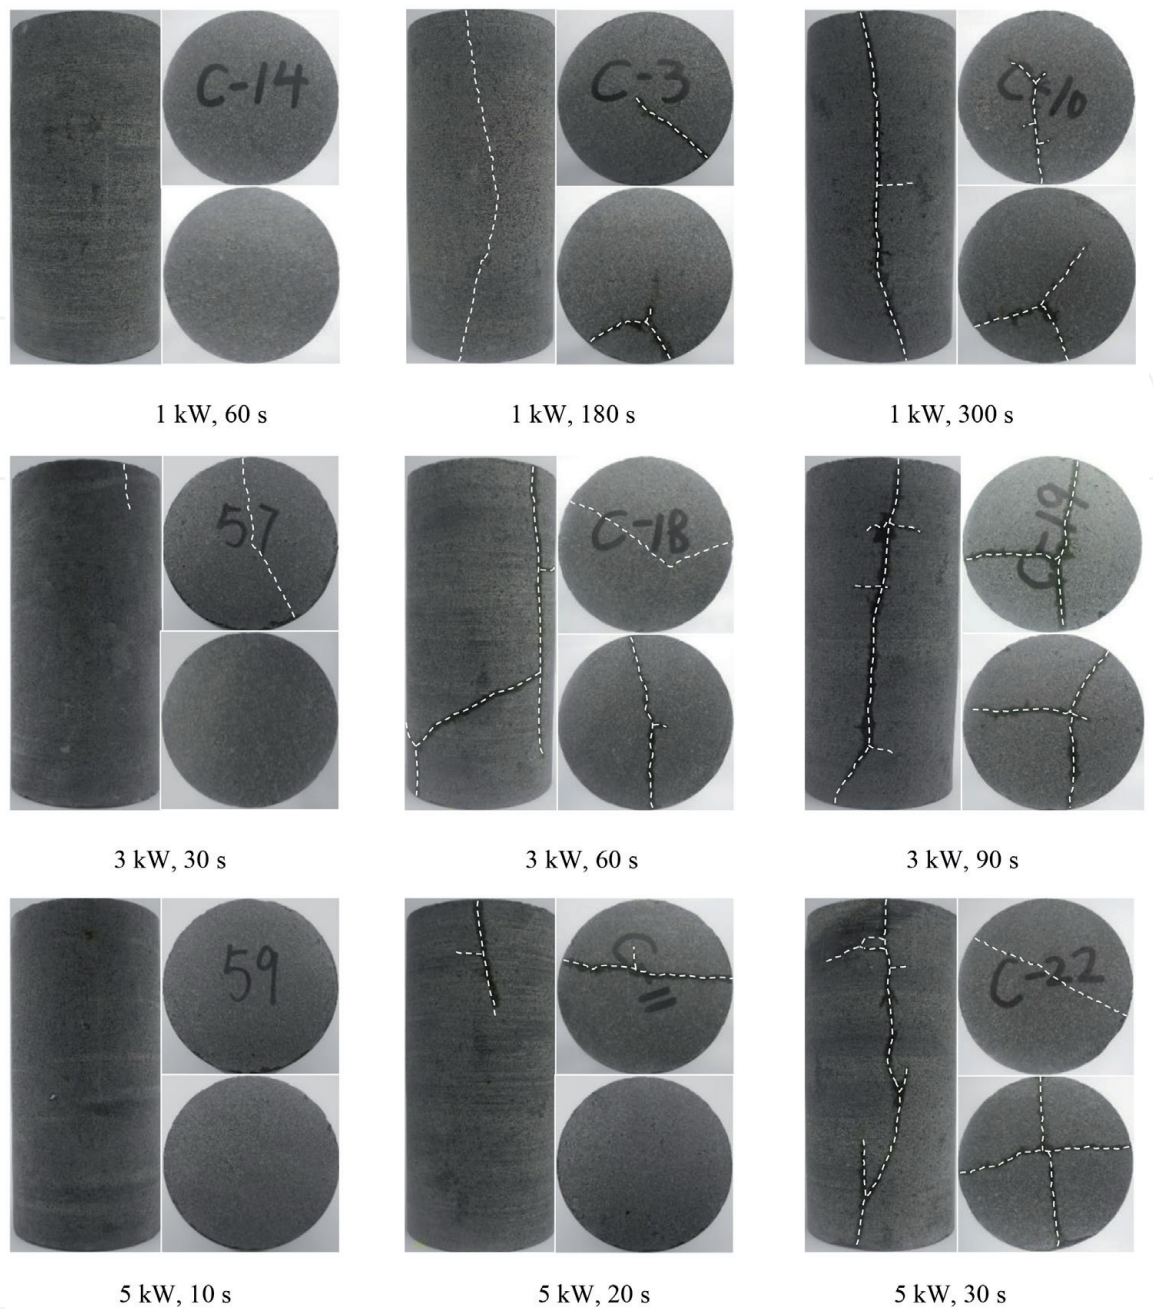 C-14
C-3
C-10
1 kW, 60 s
1 kW, 180 s
1 kW, 300 s
57
C-18
C-19
3 kW, 30 s
3 kW, 60 s
3 kW, 90 s
59
C-22
5 kW, 10 s
5 kW, 20 s
5 kW, 30 s